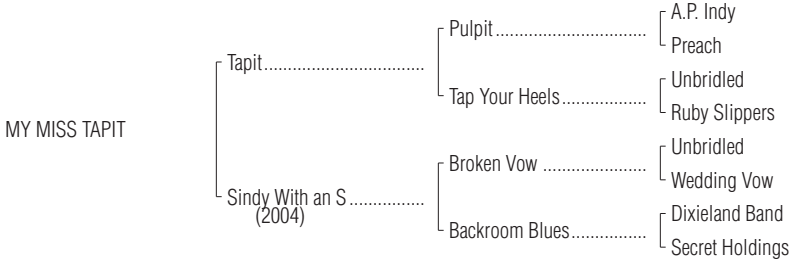 A.P. Indy
Pulpit................................
Preach
Tapit..................................
Unbridled
Tap Your Heels..................
Ruby Slippers
MY MISS TAPIT
Unbridled
Broken Vow ......................
Wedding Vow
Sindy With an S................
(2004)
Dixieland Band
Backroom Blues................
Secret Holdings